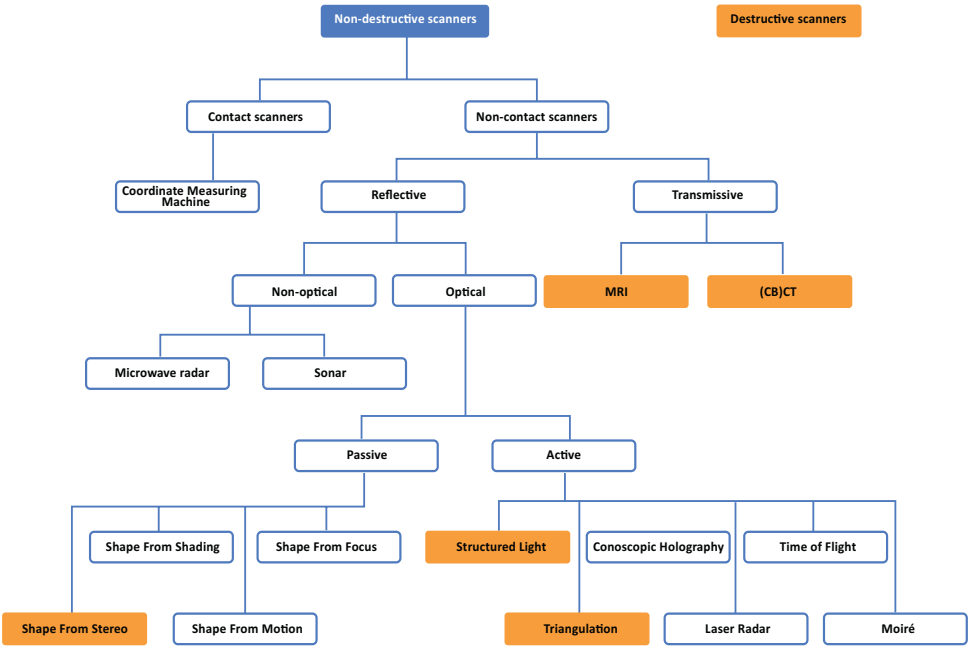 Non-destructive scanners
Destructive scanners
Contact scanners
Non-contact scanners
Coordinate Measuring
Machine
Reflective
Transmissive
Non-optical
Optical
MRI
(CB)CT
Microwave radar
Sonar
Passive
Active
Shape From Shading
Shape From Focus
Structured Light
Conoscopic Holography
Time of Flight
Shape From Stereo
Shape From Motion
Triangulation
Laser Radar
Moiré